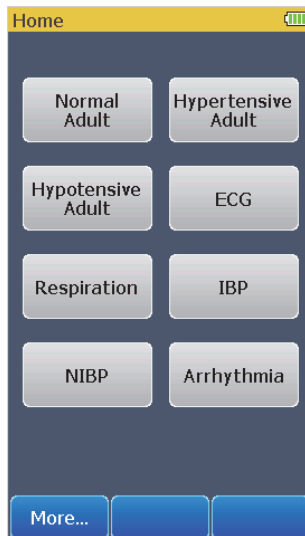 Home
Normal
Adult
Hypertensive
Adult
Hypotensive
Adult
ECG
Respiration
IBP
NIBP
Arrhythmia
More...